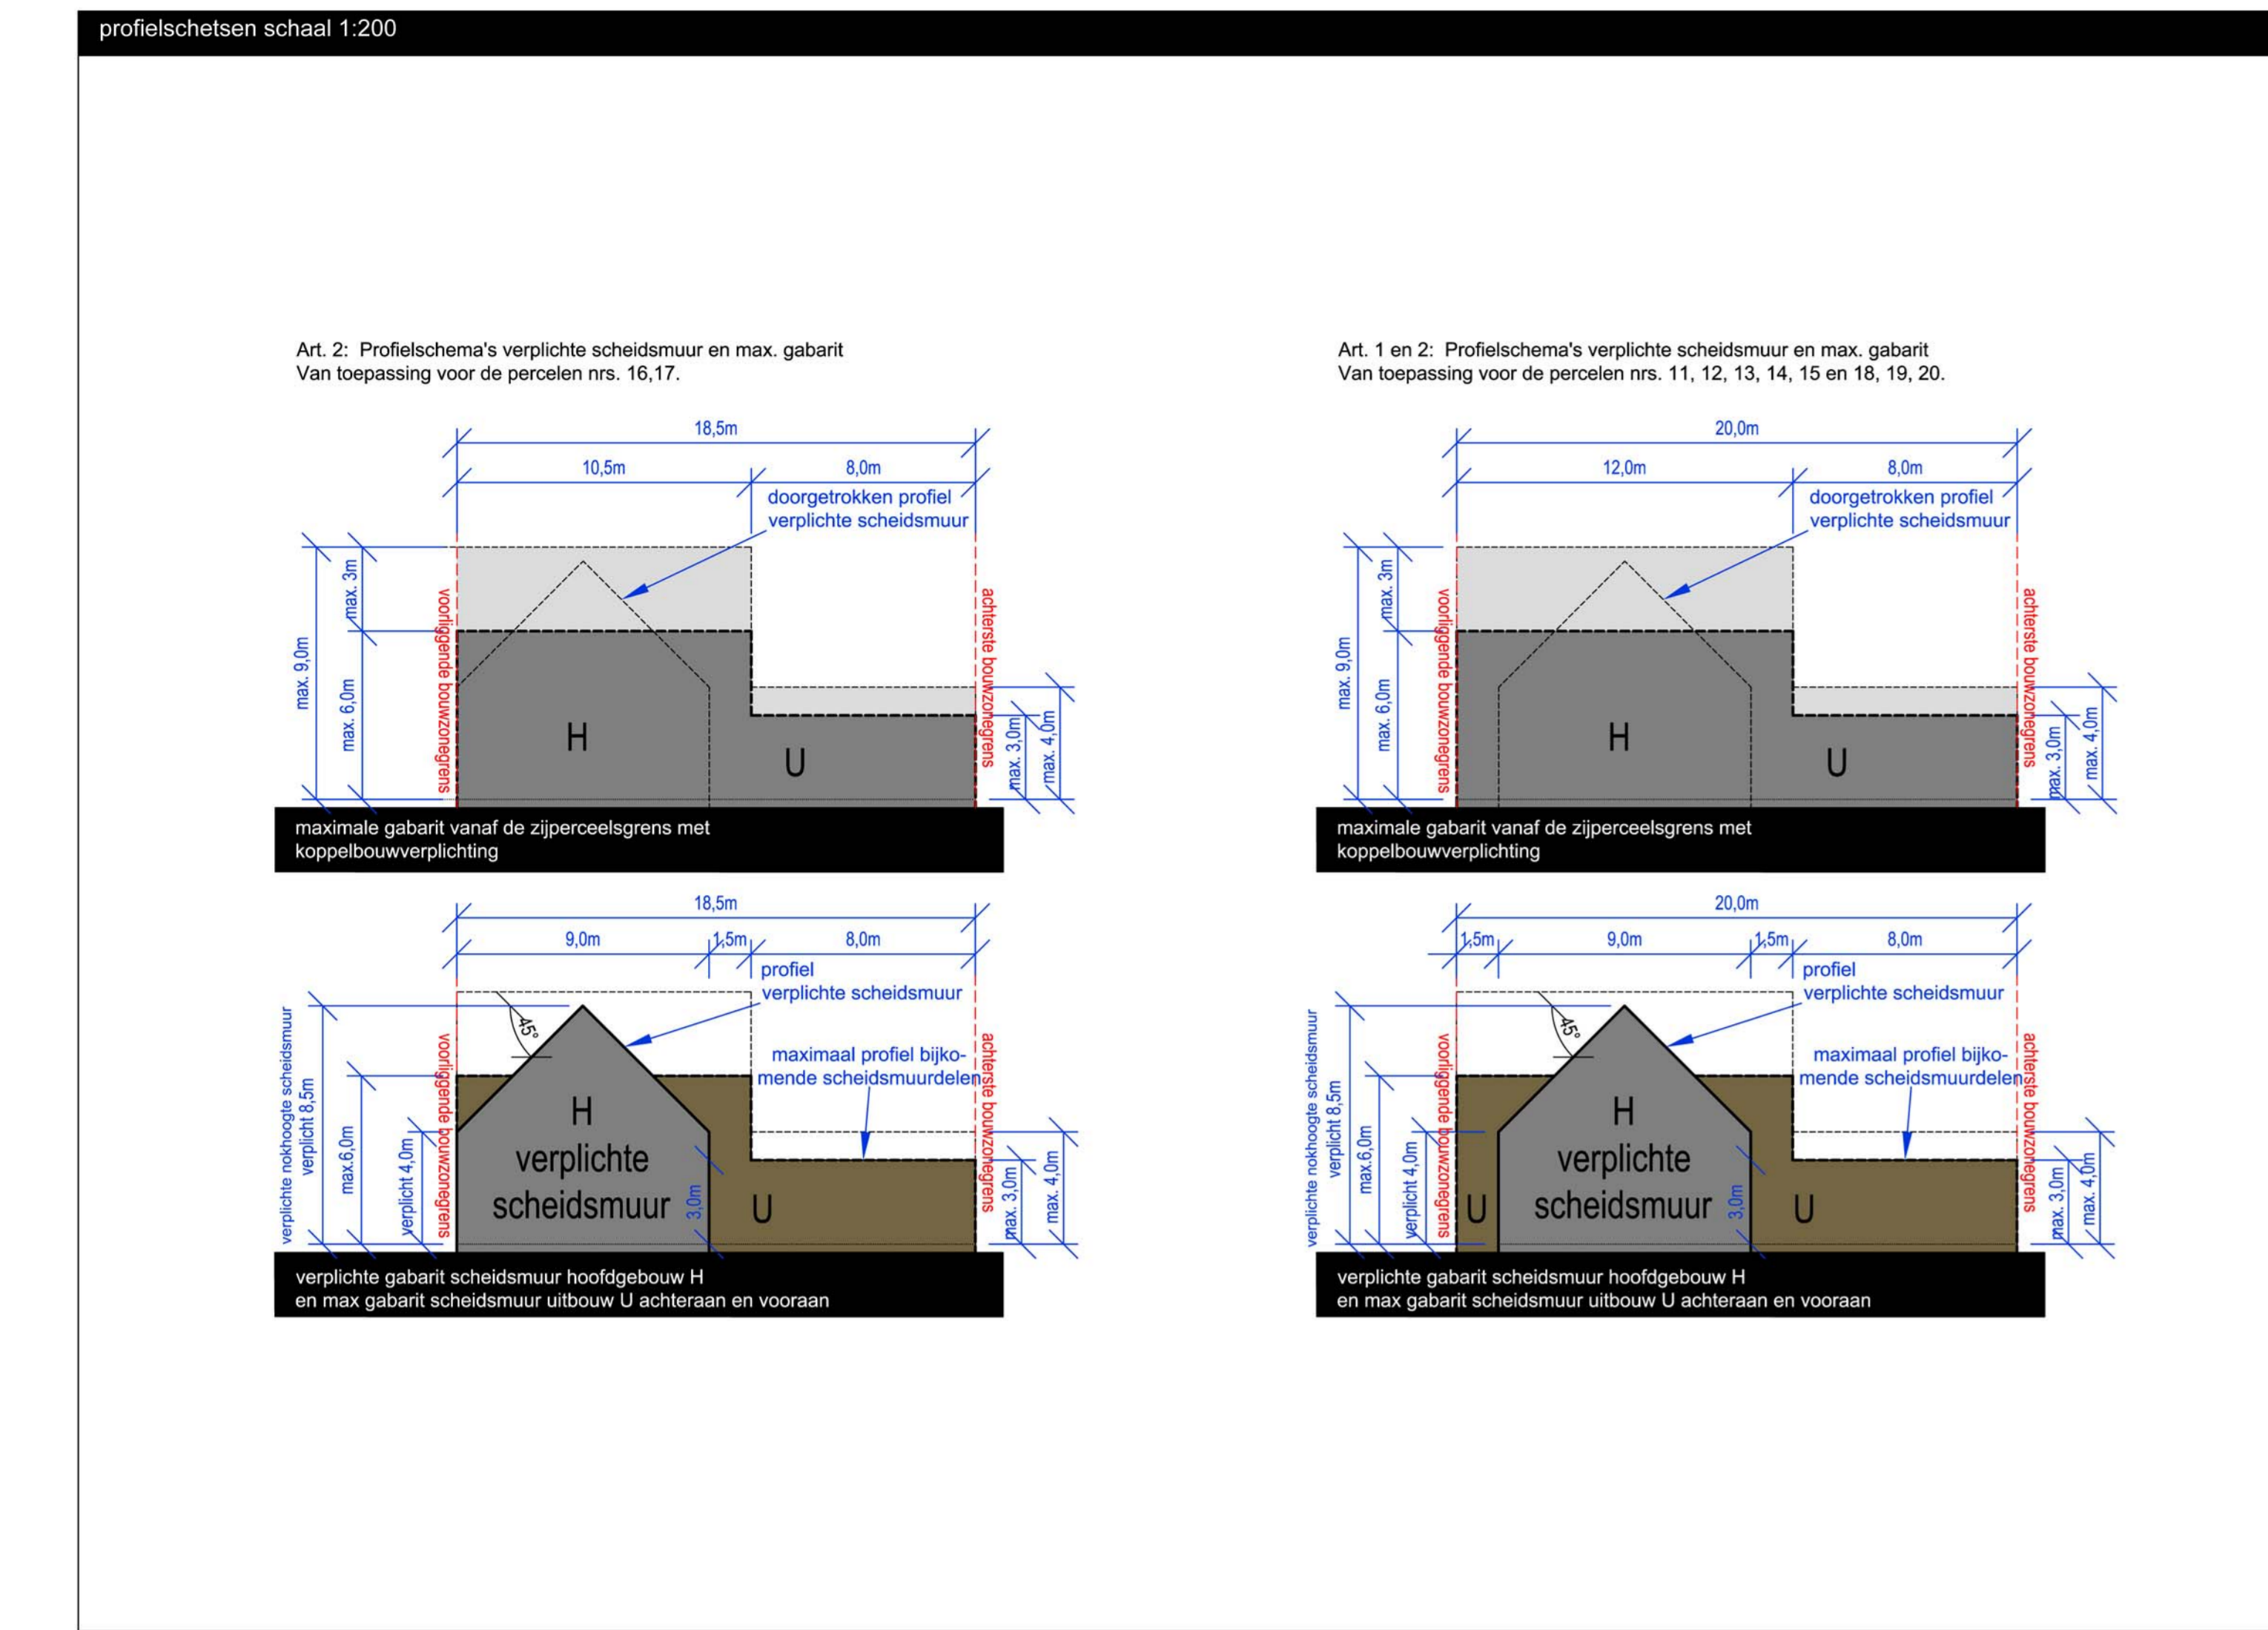 profielschetsen schaal 1:200
Art. 2: Profielschema's verplichte scheidsmuur en max. gabarit
Van toepassing voor de percelen nrs. 16,17.
18,5m
10,5m
8,0m
doorgetrokken profiel
verplichte scheidsmuur
max. 9,0m
max. 3m
max. 6,0m
voorliggende bouwzonegrens
H
U
achterste bouwzonegrens
max. 3,0m
max. 4,0m
maximale gabarit vanaf de zijperceelsgrens met
koppelbouwverplichting
18,5m
9,0m
1,5m
8,0m
profiel
verplichte scheidsmuur
45°
maximaal profiel bijko-
mende scheidsmuurdelen
verplichte nokhoogte scheidsmuur
verplicht 8,5m
max.6,0m
verplicht 4,0m
voorliggende bouwzonegrens
H
verplichte
scheidsmuur
3,0m
U
achterste bouwzonegrens
max. 3,0m
max. 4,0m
verplichte gabarit scheidsmuur hoofdgebouw H
en max gabarit scheidsmuur uitbouw U achteraan en vooraan
Art. 1 en 2: Profielschema's verplichte scheidsmuur en max. gabarit
Van toepassing voor de percelen nrs. 11, 12, 13, 14, 15 en 18, 19, 20.
20,0m
12,0m
8,0m
doorgetrokken profiel
verplichte scheidsmuur
max. 9,0m
max. 3m
max. 6,0m
voorliggende bouwzonegrens
H
U
achterste bouwzonegrens
max. 3,0m
max. 4,0m
maximale gabarit vanaf de zijperceelsgrens met
koppelbouwverplichting
20,0m
1,5m
9,0m
1,5m
8,0m
profiel
verplichte scheidsmuur
45°
maximaal profiel bijko-
mende scheidsmuurdelen
verplichte nokhoogte scheidsmuur
verplicht 8,5m
max.6,0m
verplicht 4,0m
voorliggende bouwzonegrens
U
H
verplichte
scheidsmuur
3,0m
U
achterste bouwzonegrens
max. 3,0m
max. 4,0m
verplichte gabarit scheidsmuur hoofdgebouw H
en max gabarit scheidsmuur uitbouw U achteraan en vooraan